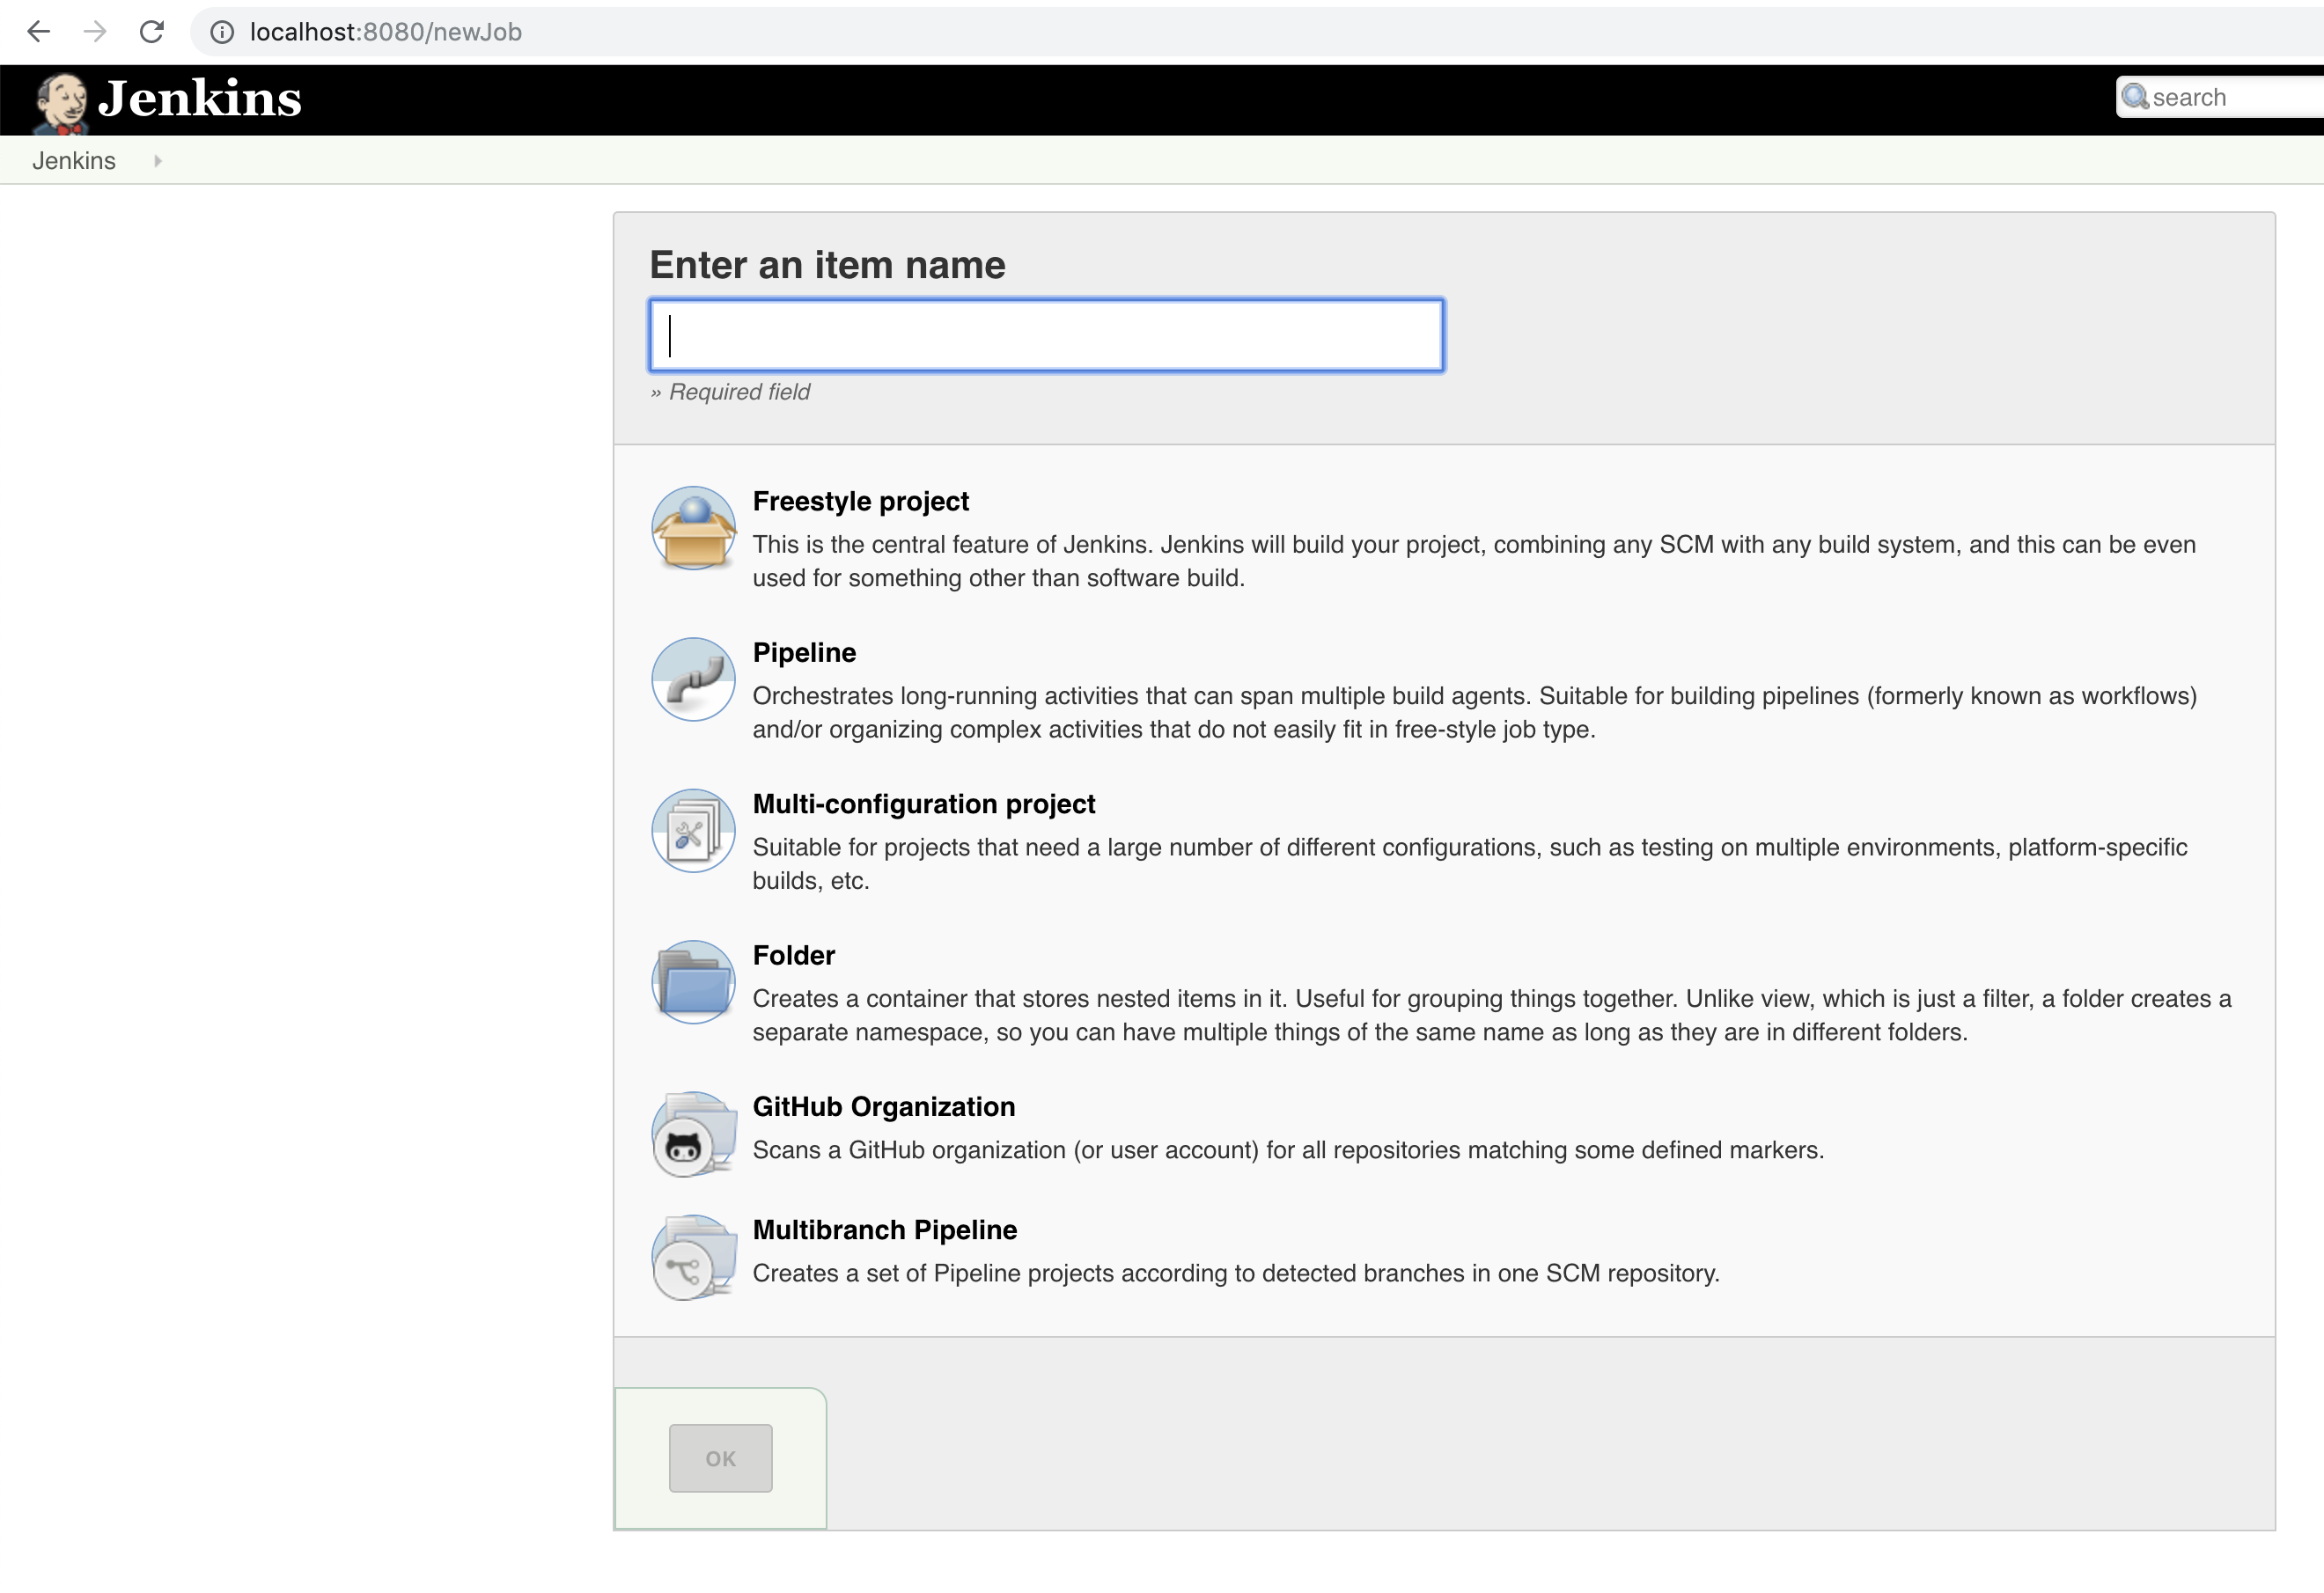 localhost:8080/newJob
Jenkins
search
Jenkins
Enter an item name
» Required field
Freestyle project
This is the central feature of Jenkins. Jenkins will build your project, combining any SCM with any build system, and this can be even
used for something other than software build.
Pipeline
Orchestrates long-running activities that can span multiple build agents. Suitable for building pipelines (formerly known as workflows)
and/or organizing complex activities that do not easily fit in free-style job type.
Multi-configuration project
Suitable for projects that need a large number of different configurations, such as testing on multiple environments, platform-specific
builds, etc.
Folder
Creates a container that stores nested items in it. Useful for grouping things together. Unlike view, which is just a filter, a folder creates a
separate namespace, so you can have multiple things of the same name as long as they are in different folders.
GitHub Organization
Scans a GitHub organization (or user account) for all repositories matching some defined markers.
Multibranch Pipeline
Creates a set of Pipeline projects according to detected branches in one SCM repository.
OK